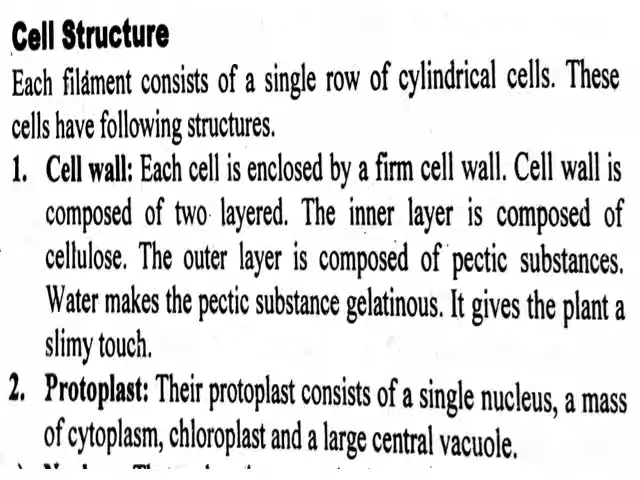 Cell Structure
Each filament consists of a single row of cylindrical cells. These
cells have following structures.
1. Cell wall: Each cell is enclosed by a firm cell wall. Cell wall is
composed of two layered. The inner layer is composed of
cellulose. The outer layer is composed of pectic substances.
Water makes the pectic substance gelatinous. It gives the plant a
slimy touch.
2. Protoplast: Their protoplast consists of a single nucleus, a mass
of cytoplasm, chloroplast and a large central vacuole.